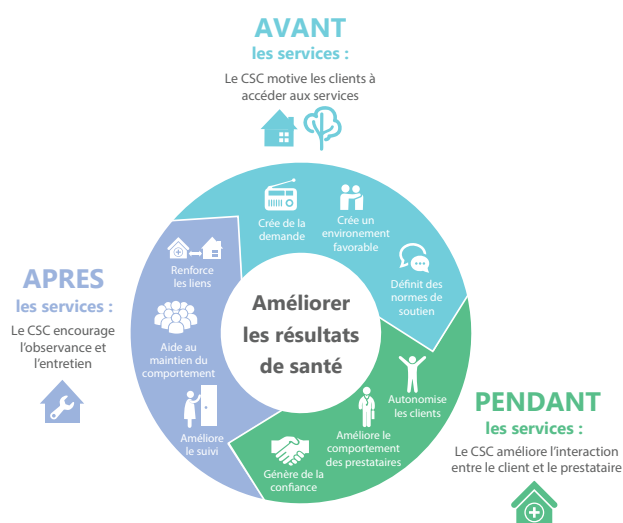 AVANT
les services :
Le CSC motive les clients à
accéder aux services
Crée de la
demande
Crée un
environement
favorable
Définit des
normes de
soutien
PENDANT
les services :
Le CSC améliore l'interaction
entre le client et le prestataire
Autonomise
les clients
Améliore le
comportement
des prestataires
Génère de la
confiance
APRES
les services :
Le CSC encourage
l'observance et
l'entretien
Améliore
le suivi
Aide au
maintien du
comportement
Renforce
les liens
Améliorer
les résultats
de santé